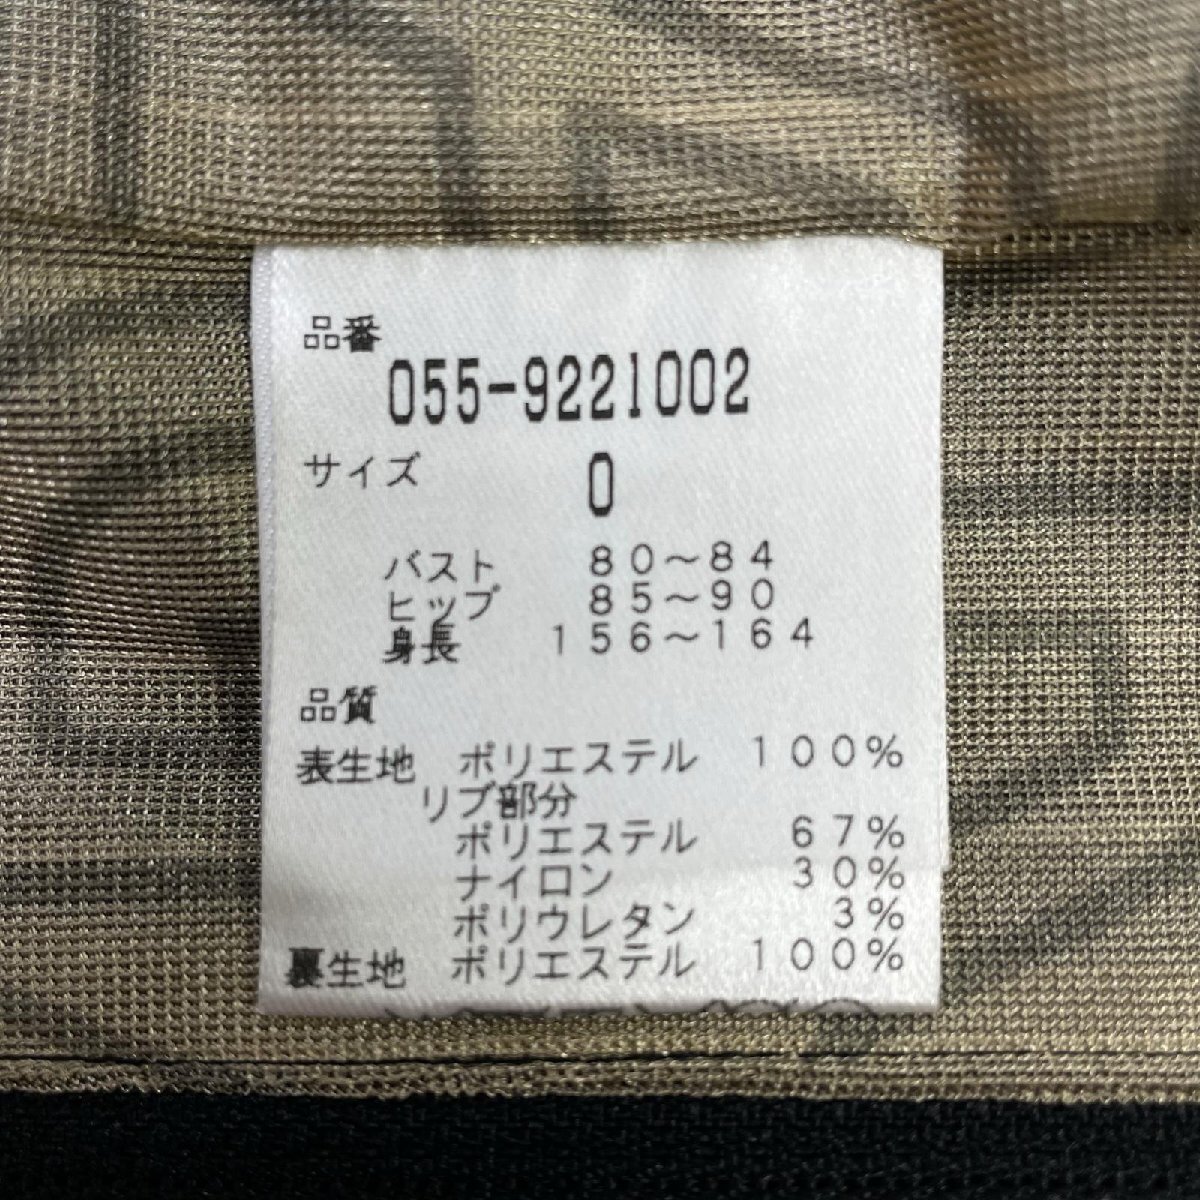 品番
055-9221002
サイズ 0
バスト 80～84
ヒップ 85～90
身長 156～164
品質
表生地 ポリエステル 100%
リブ部分
ポリエステル 67%
ナイロン 30%
ポリウレタン 3%
裏生地 ポリエステル 100%